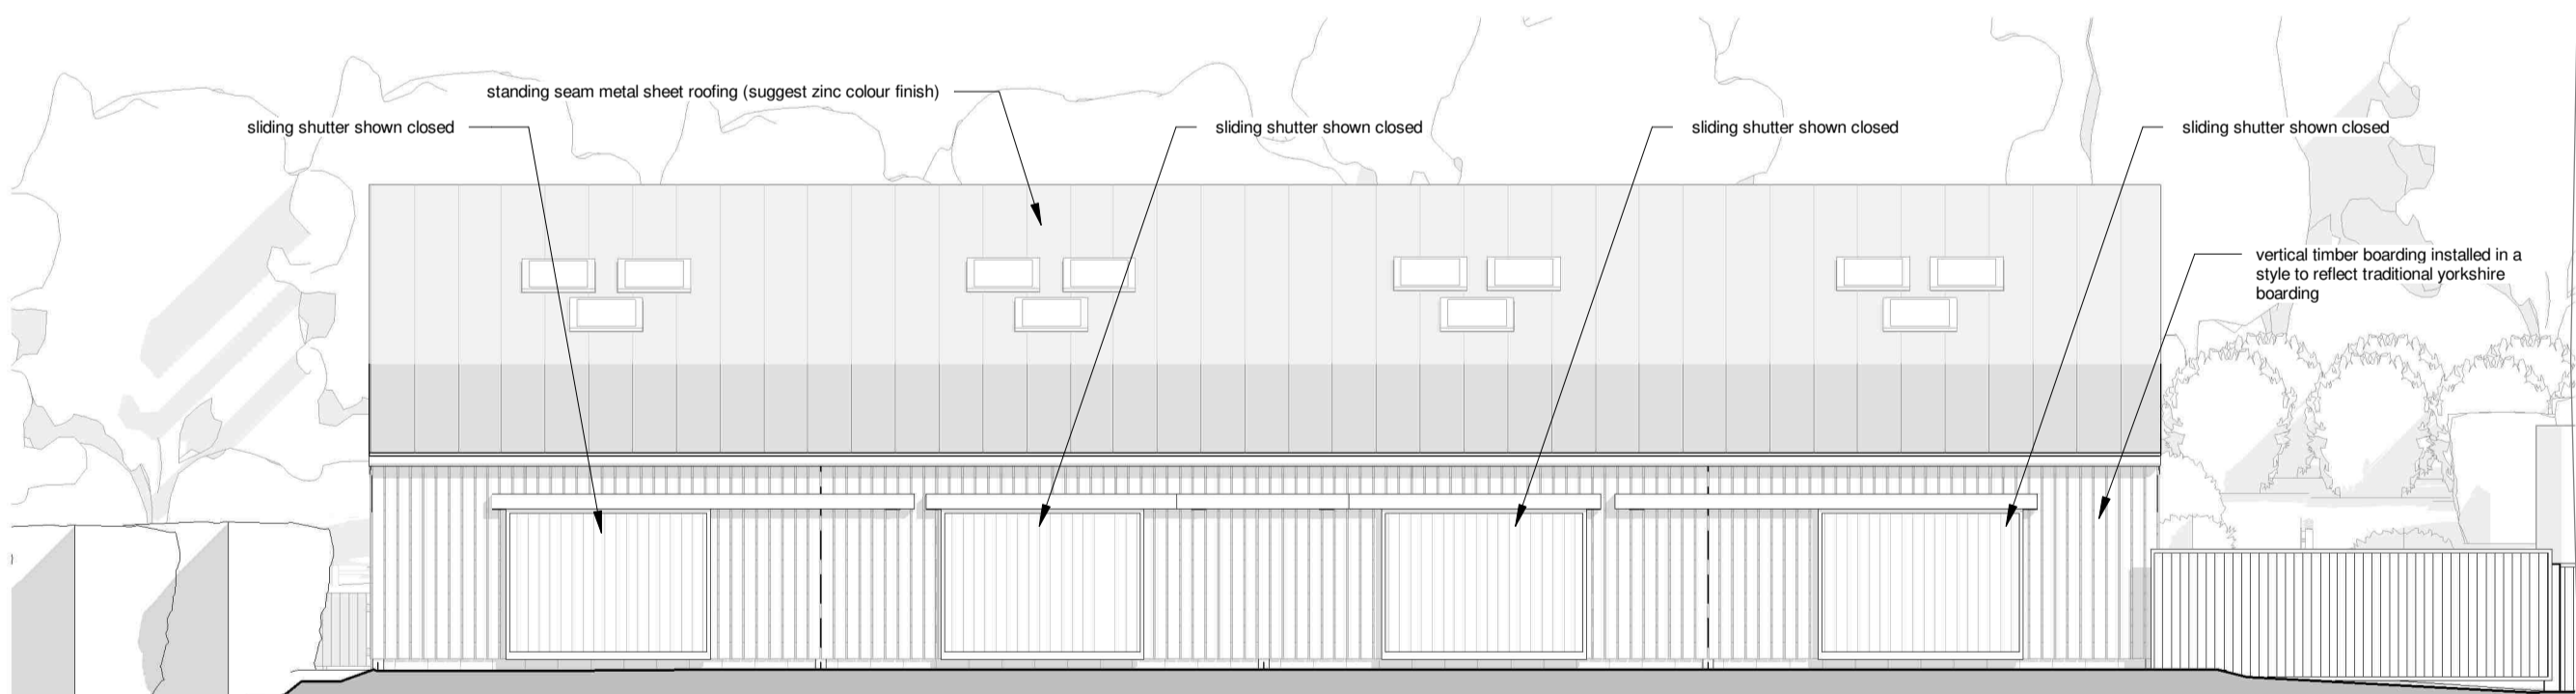 standing seam metal sheet roofing (suggest zinc colour finish)
sliding shutter shown closed
sliding shutter shown closed
sliding shutter shown closed
sliding shutter shown closed
vertical timber boarding installed in a
style to reflect traditional yorkshire
boarding